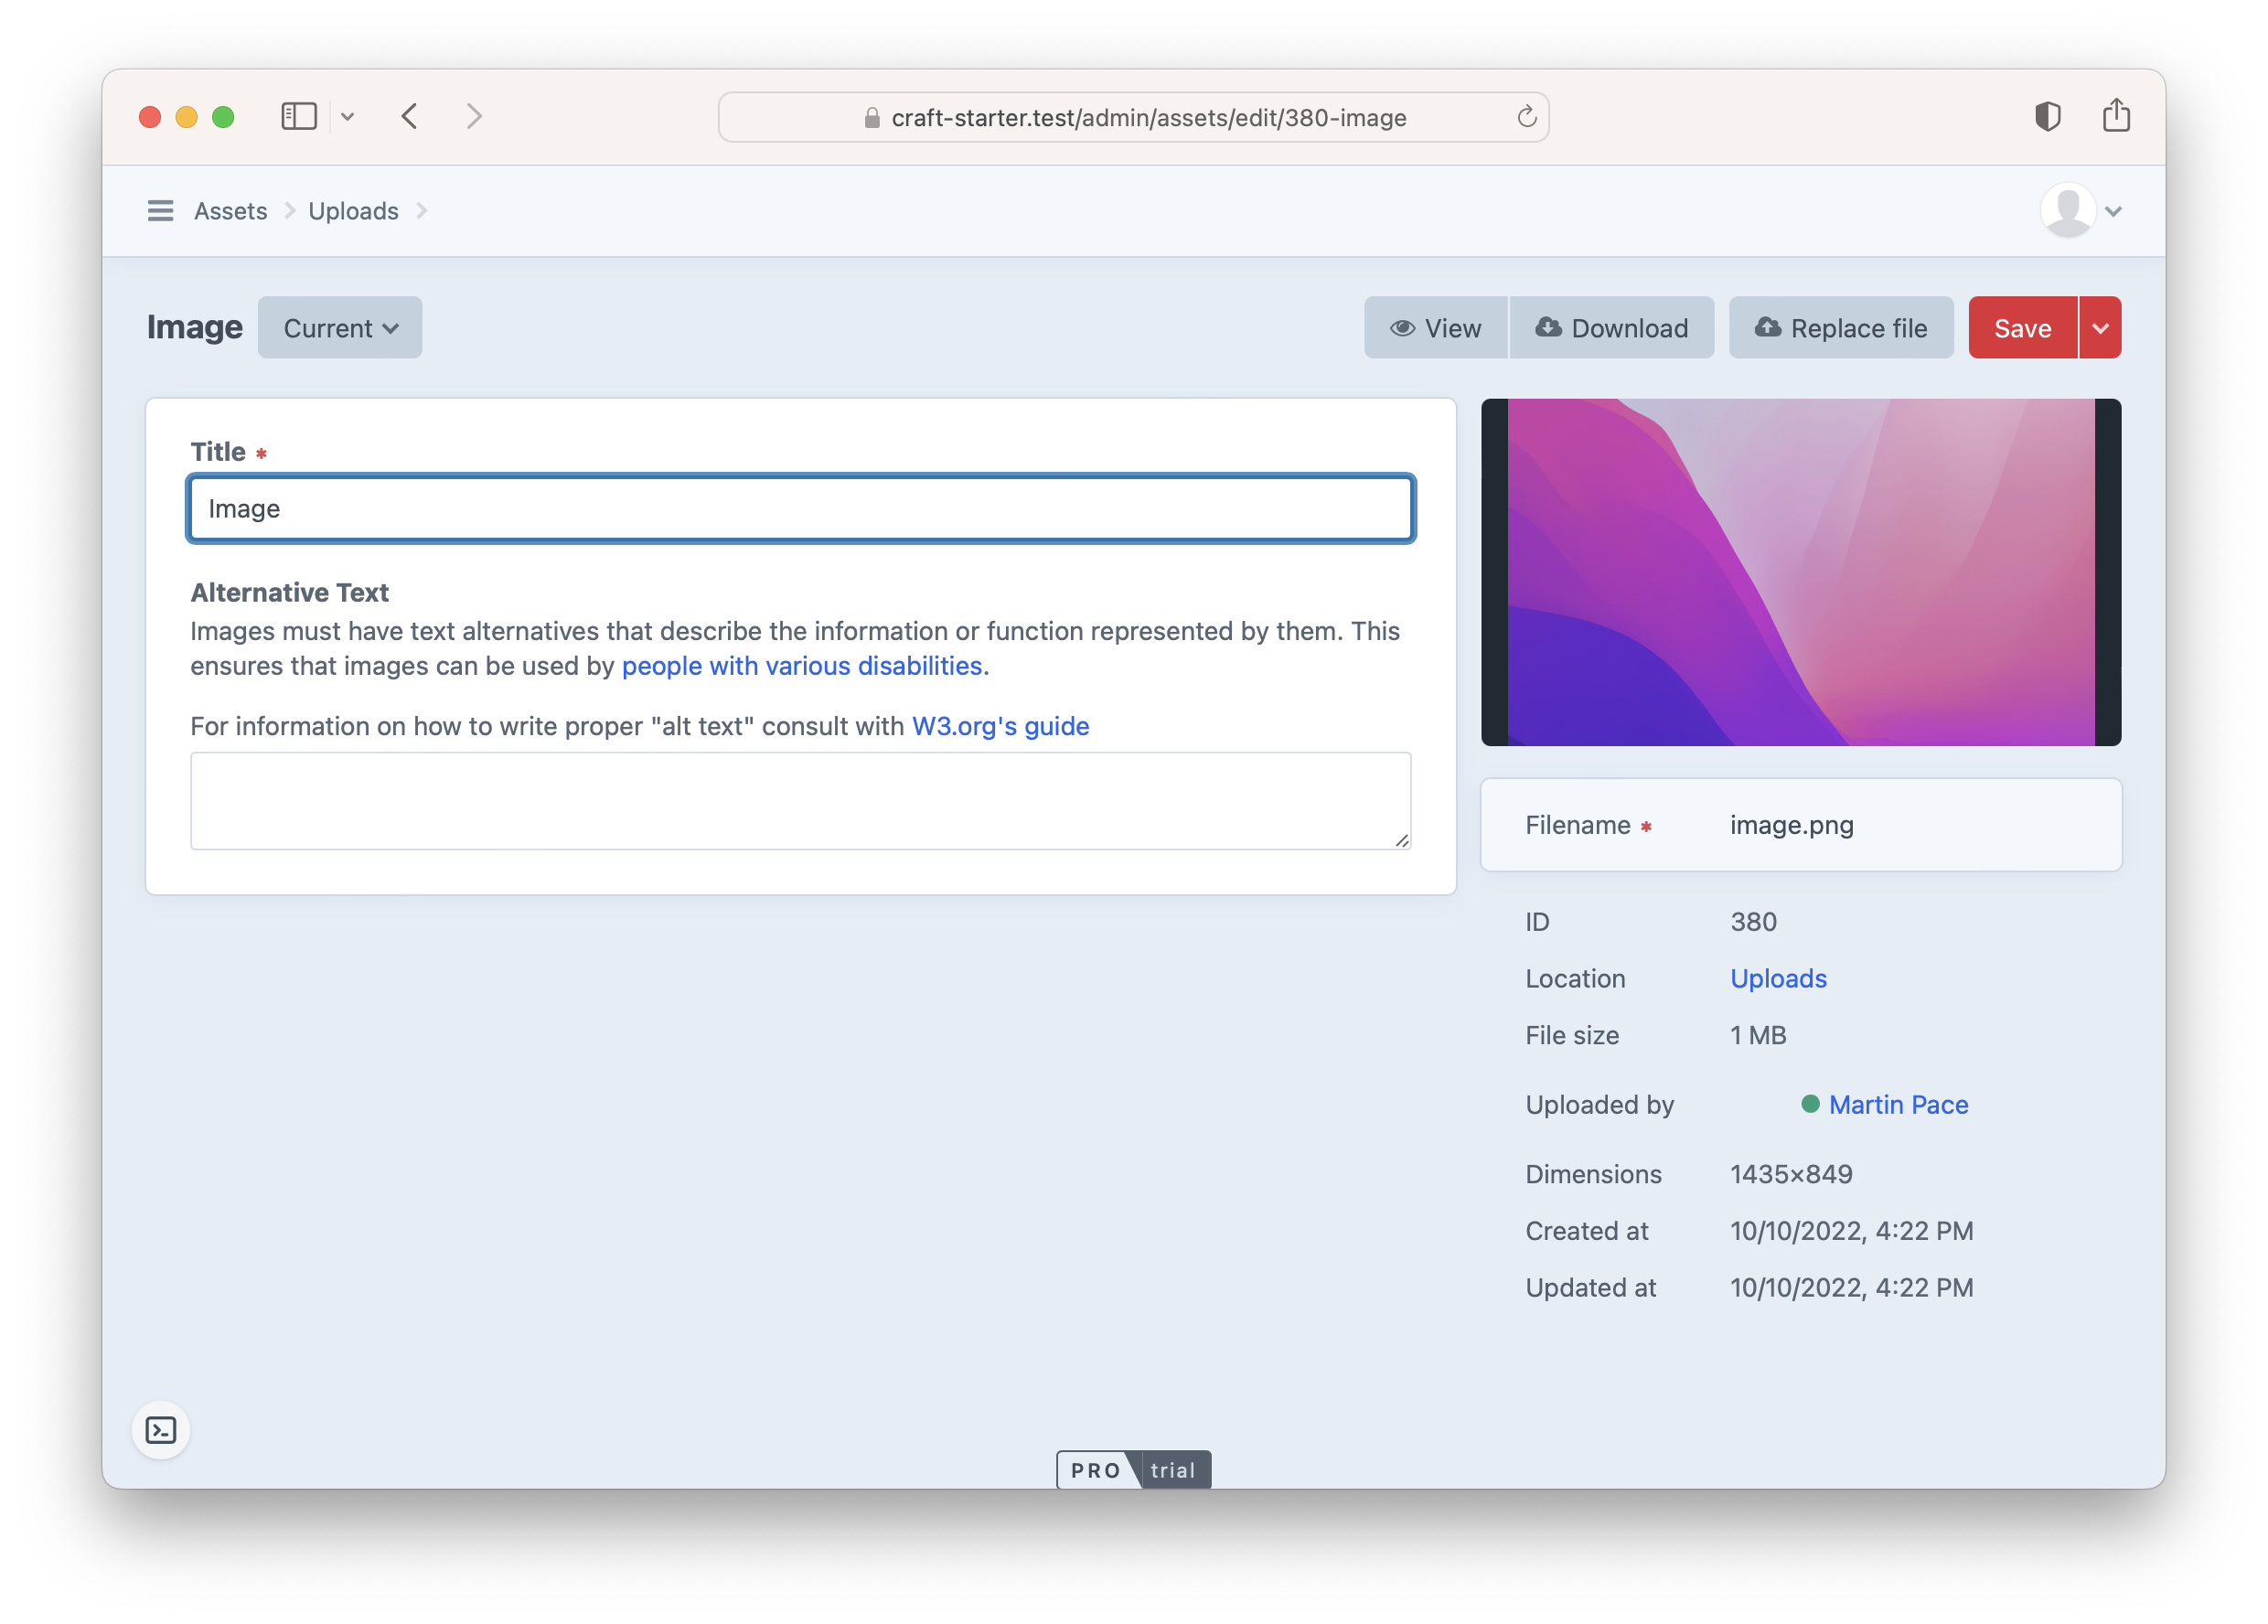 craft-starter.test/admin/assets/edit/380-image
Assets Uploads
Image Current View Download Replace file Save
Title *
Image
Alternative Text
Images must have text alternatives that describe the information or function represented by them. This
ensures that images can be used by people with various disabilities.
For information on how to write proper "alt text" consult with W3.org's guide
Filename * image.png
ID 380
Location Uploads
File size 1 MB
Uploaded by Martin Pace
Dimensions 1435×849
Created at 10/10/2022, 4:22 PM
Updated at 10/10/2022, 4:22 PM
PRO trial